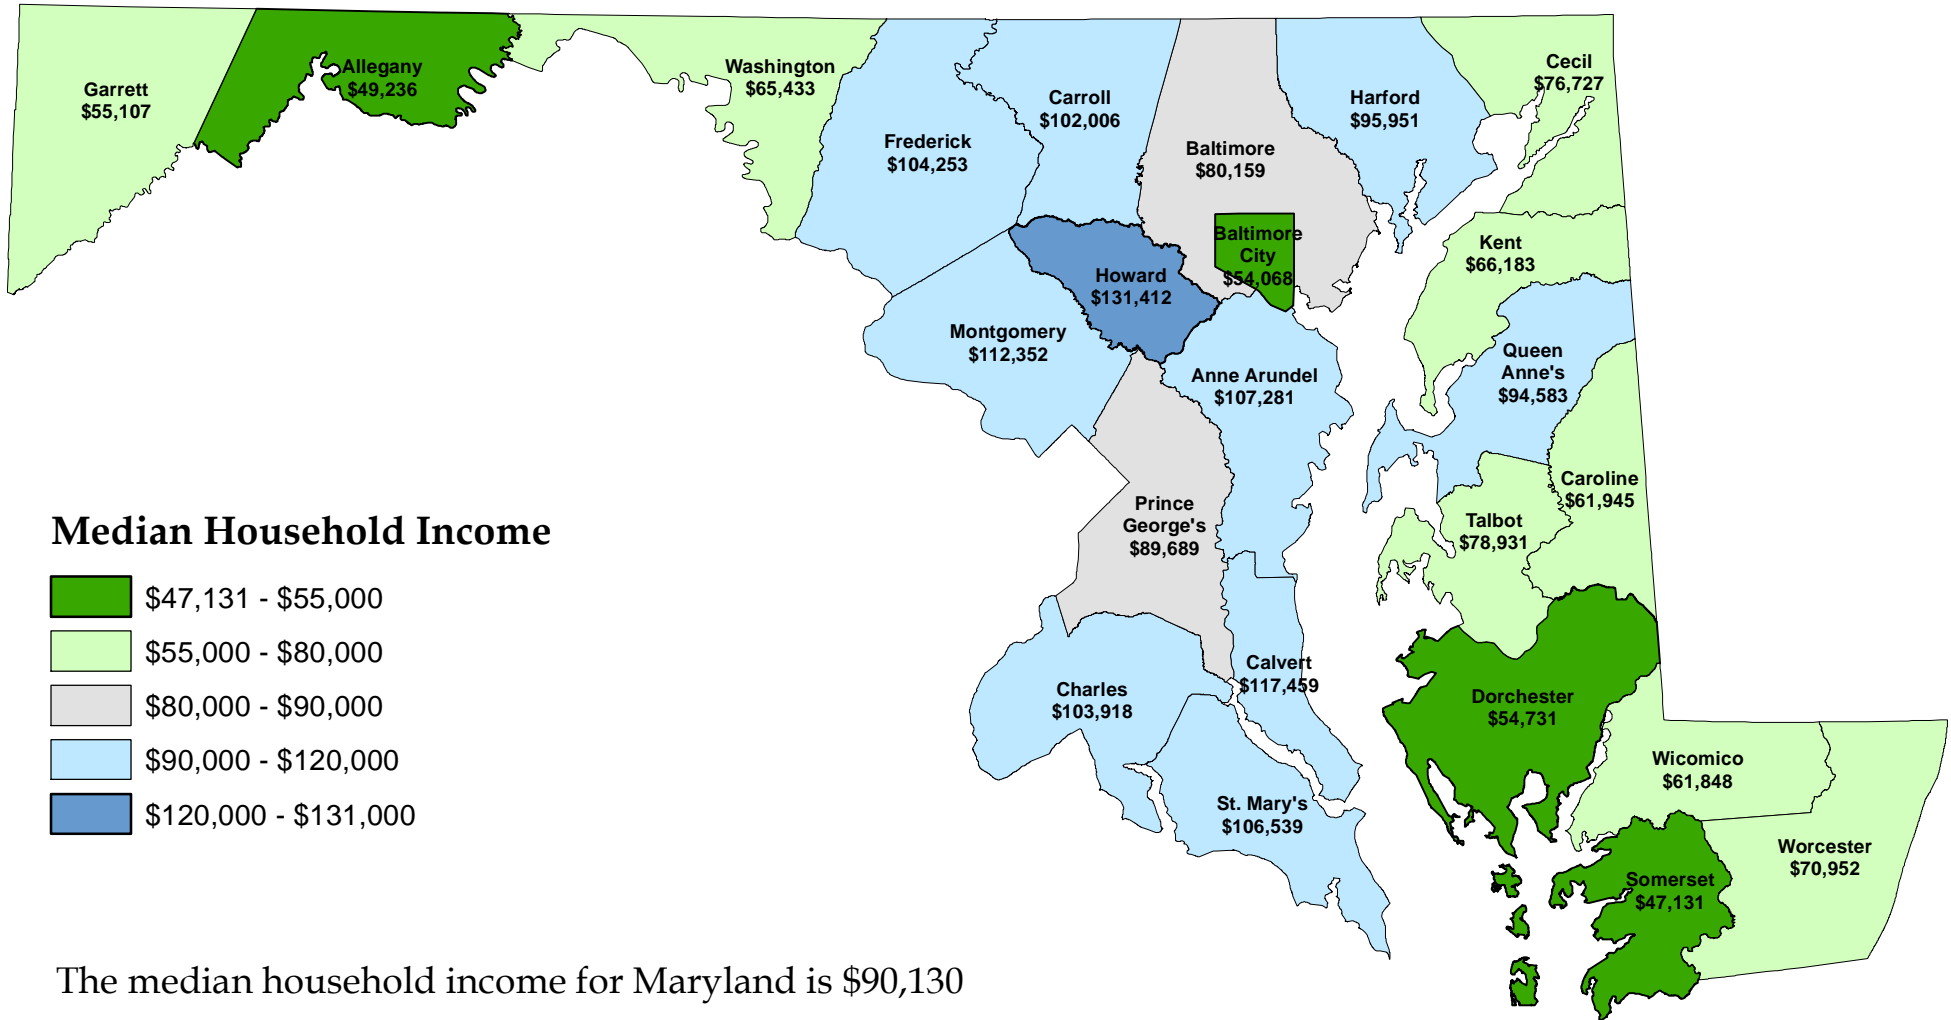 Garrett
$55,107
Allegany
$49,236
Washington
$65,433
Frederick
$104,253
Carroll
$102,006
Baltimore
$80,159
Harford
$95,951
Cecil
$76,727
Baltimore
City
$54,068
Howard
$131,412
Montgomery
$112,352
Anne Arundel
$107,281
Kent
$66,183
Queen
Anne's
$94,583
Caroline
$61,945
Talbot
$78,931
Prince
George's
$89,689
Calvert
$117,459
Charles
$103,918
St. Mary's
$106,539
Dorchester
$54,731
Wicomico
$61,848
Worcester
$70,952
Somerset
$47,131
Median Household Income
$47,131 - $55,000
$55,000 - $80,000
$80,000 - $90,000
$90,000 - $120,000
$120,000 - $131,000
The median household income for Maryland is $90,130